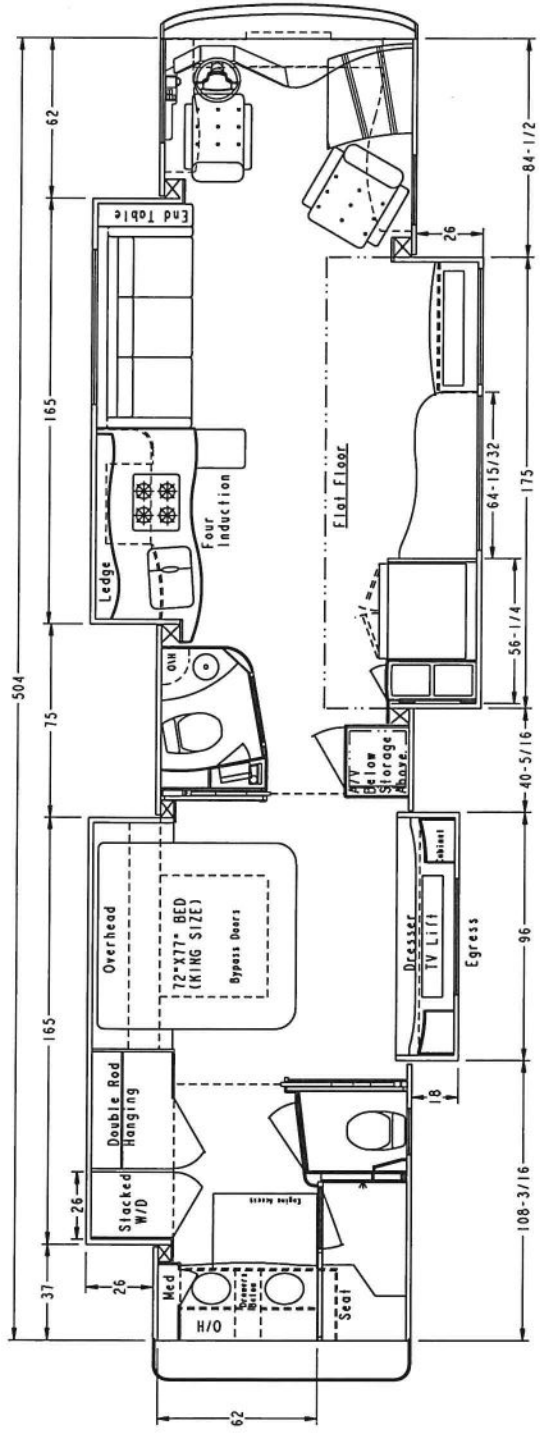 504
37
165
75
165
62
26
26
Stacked
W/D
Double Rod
Hanging
Overhead
72"X77" BED
(KING SIZE)
Bypass Doors
O/H
Ledge
Four
Induction
End Table
Med
O/H
Drawers
Below
Engine Access
Seat
62
18
Dresser
TV Lift
Cabinet
Egress
A/V
Below
Storage
Above
Flat Floor
26
56-1/4
64-15/32
108-3/16
96
40-5/16
175
84-1/2